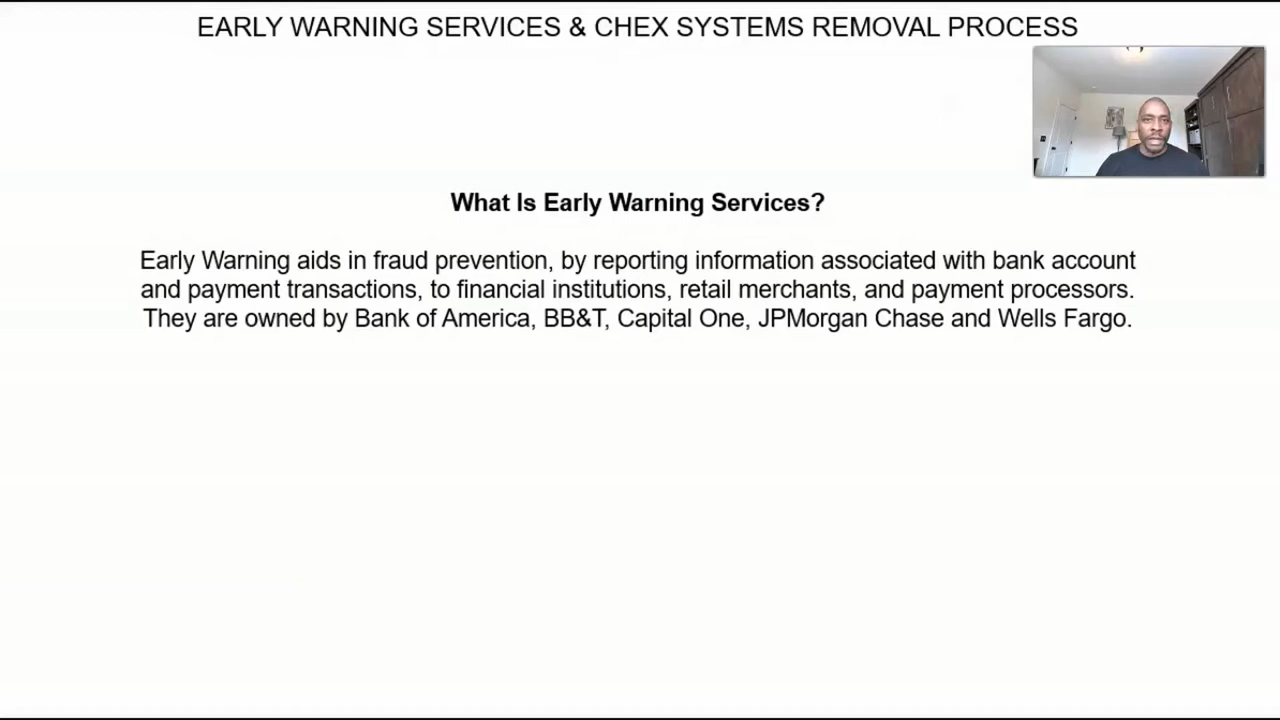 EARLY WARNING SERVICES & CHEX SYSTEMS REMOVAL PROCESS
What Is Early Warning Services?
Early Warning aids in fraud prevention, by reporting information associated with bank account
and payment transactions, to financial institutions, retail merchants, and payment processors.
They are owned by Bank of America, BB&T, Capital One, JPMorgan Chase and Wells Fargo.